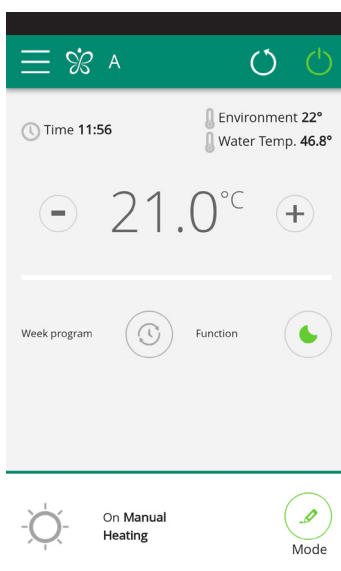 A
Time 11:56
Environment 22°
Water Temp. 46.8°
- 21.0°C +
Week program
Function
On Manual
Heating
Mode